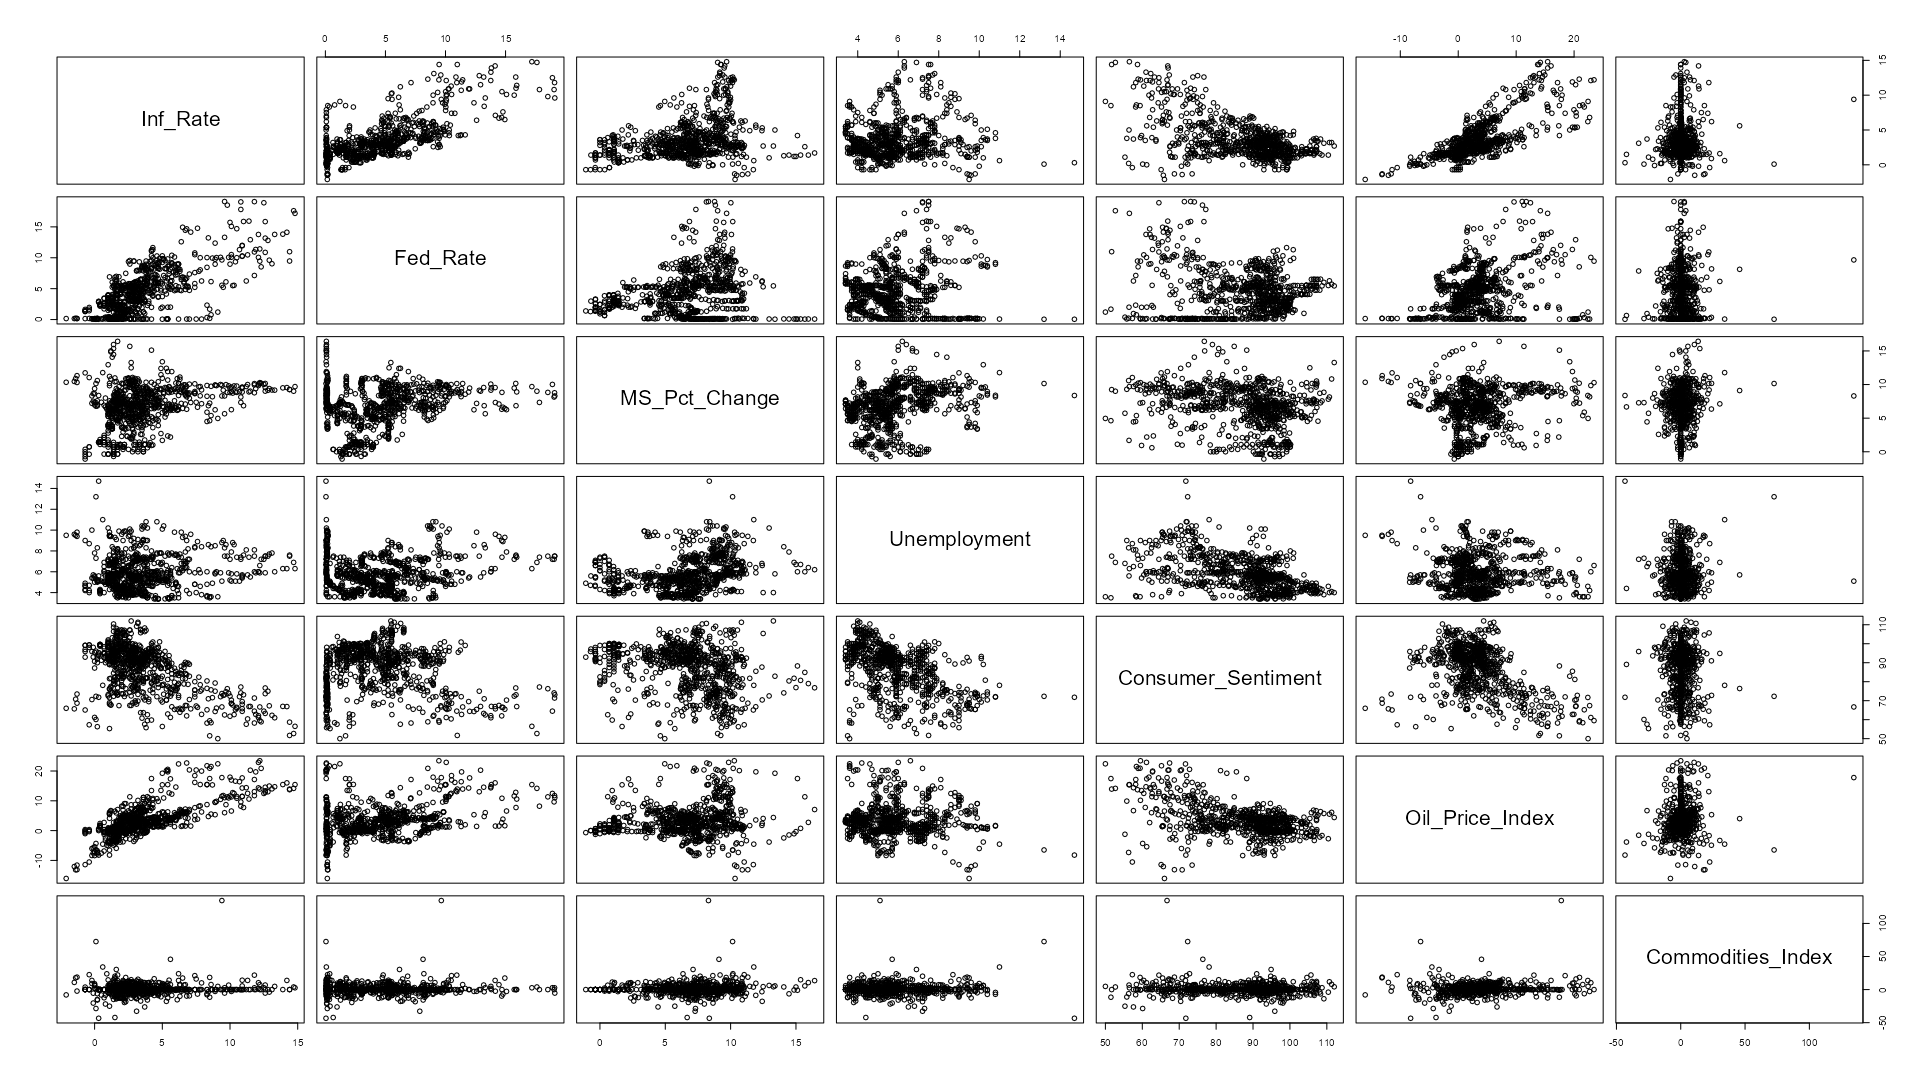 0 5 10 15 4 6 8 10 12 14 -10 0 10 20
Inf_Rate
0 5 10 15
0 5 10 15
Fed_Rate
MS_Pct_Change
0 5 10 15
4 6 8 10 12 14
Unemployment
Consumer_Sentiment
50 70 90 110
-10 0 10 20
Oil_Price_Index
Commodities_Index
-50 0 50 100
0 5 10 15 0 5 10 15 50 60 70 80 90 100 110 -50 0 50 100